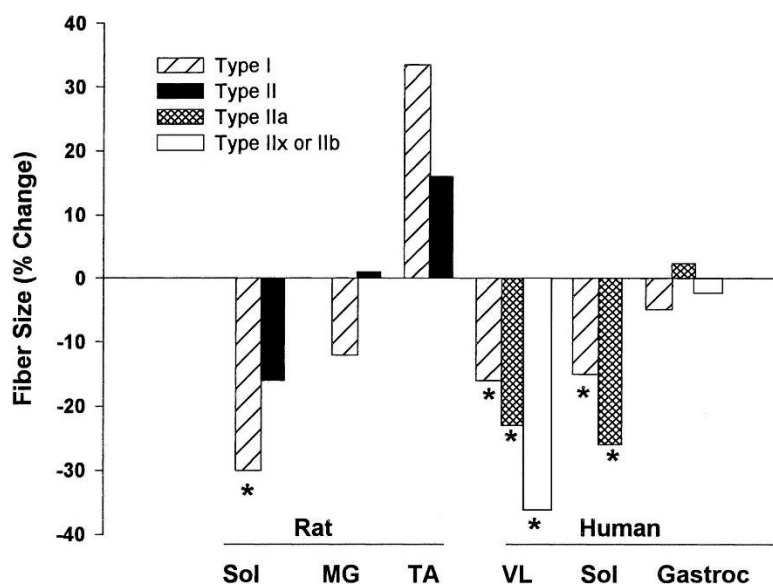 40
30
20
10
0
-10
-20
-30
-40
Fiber Size (% Change)
Type I
Type II
Type IIa
Type IIx or IIb
*
*
*
*
*
*
Rat
Human
Sol MG TA VL Sol Gastroc